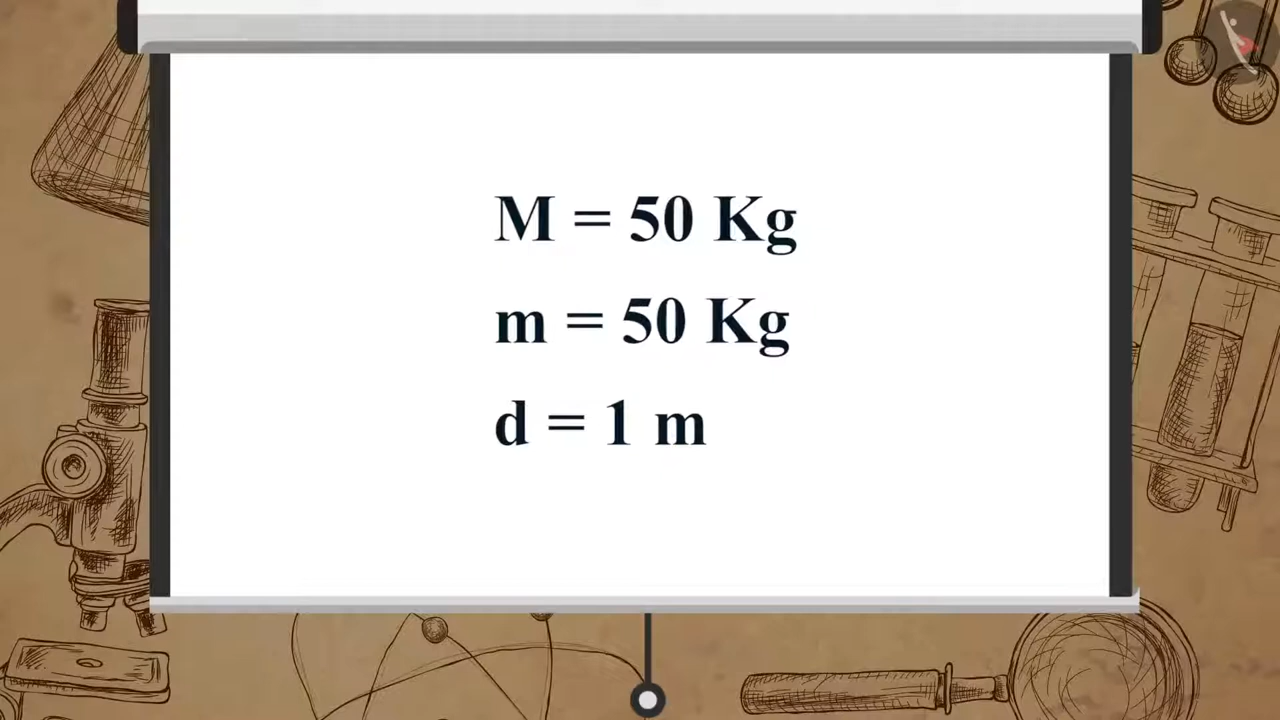 M = 50 Kg
m = 50 Kg
d = 1 m